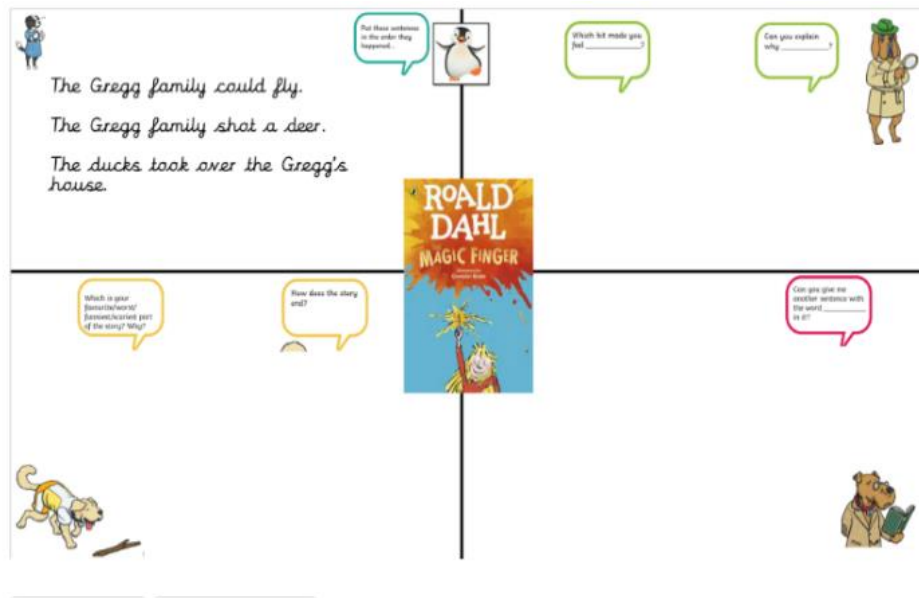 Put these sentences
in the order they
happened...
The Gregg family could fly.
The Gregg family shot a deer.
The ducks took over the Gregg's
house.
Which bit made you
feel __________?
Can you explain
why __________?
ROALD
DAHL
THE
MAGIC FINGER
Which is your
favourite/worst/
funniest/scariest part
of the story? Why?
How does the story
end?
Can you give me
another sentence with
the word __________
in it?